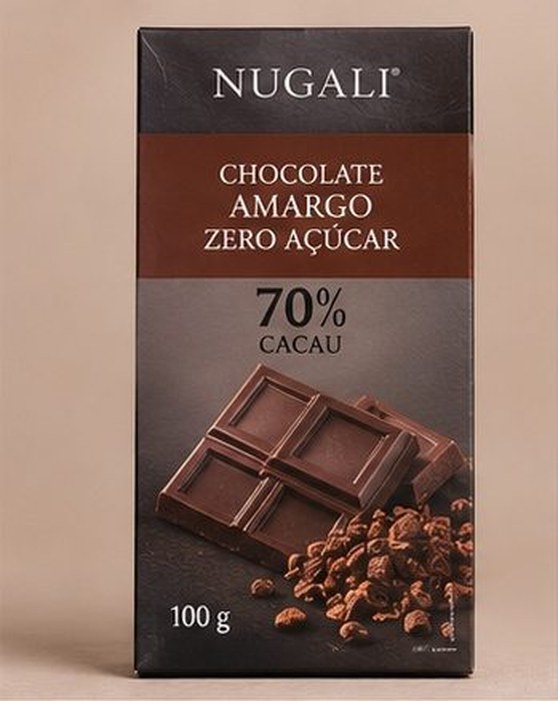 NUGALI®
CHOCOLATE
AMARGO
ZERO AÇÚCAR
70%
CACAU
100 g